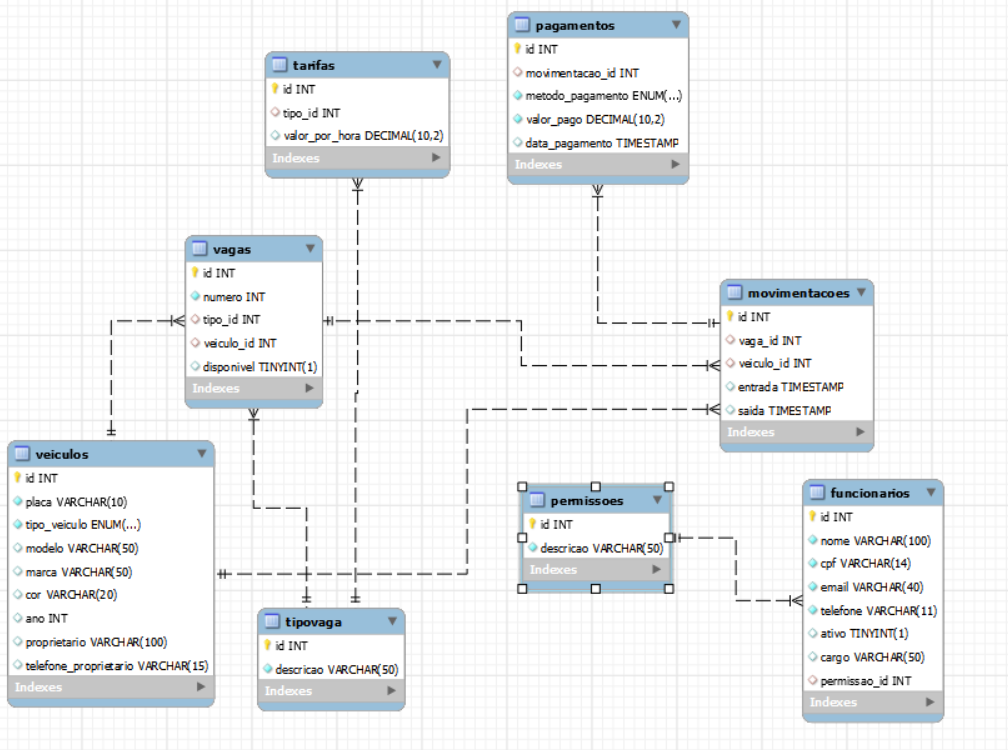 pagamentos
id INT
movimentacao_id INT
metodo_pagamento ENUM(...)
valor_pago DECIMAL(10,2)
data_pagamento TIMESTAMP
Indexes
tarifas
id INT
tipo_id INT
valor_por_hora DECIMAL(10,2)
Indexes
vagas
id INT
numero INT
tipo_id INT
veiculo_id INT
disponivel TINYINT(1)
Indexes
movimentacoes
id INT
vaga_id INT
veiculo_id INT
entrada TIMESTAMP
saida TIMESTAMP
Indexes
veiculos
id INT
placa VARCHAR(10)
tipo_veiculo ENUM(...)
modelo VARCHAR(50)
marca VARCHAR(50)
cor VARCHAR(20)
ano INT
proprietario VARCHAR(100)
telefone_proprietario VARCHAR(15)
Indexes
permissoes
id INT
descricao VARCHAR(50)
Indexes
funcionarios
id INT
nome VARCHAR(100)
cpf VARCHAR(14)
email VARCHAR(40)
telefone VARCHAR(11)
ativo TINYINT(1)
cargo VARCHAR(50)
permissao_id INT
Indexes
tipovaga
id INT
descricao VARCHAR(50)
Indexes